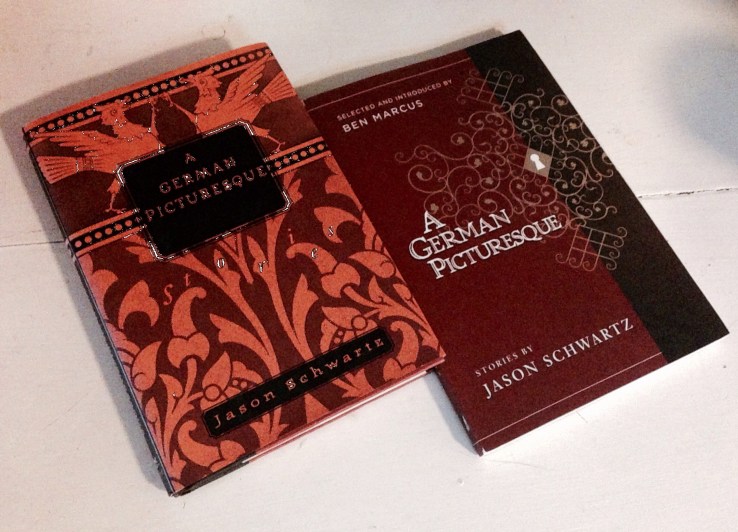 A
GERMAN
PICTURESQUE
Stories
Jason Schwartz
SELECTED AND INTRODUCED BY
BEN MARCUS
A
GERMAN
PICTURESQUE
STORIES BY
JASON SCHWARTZ